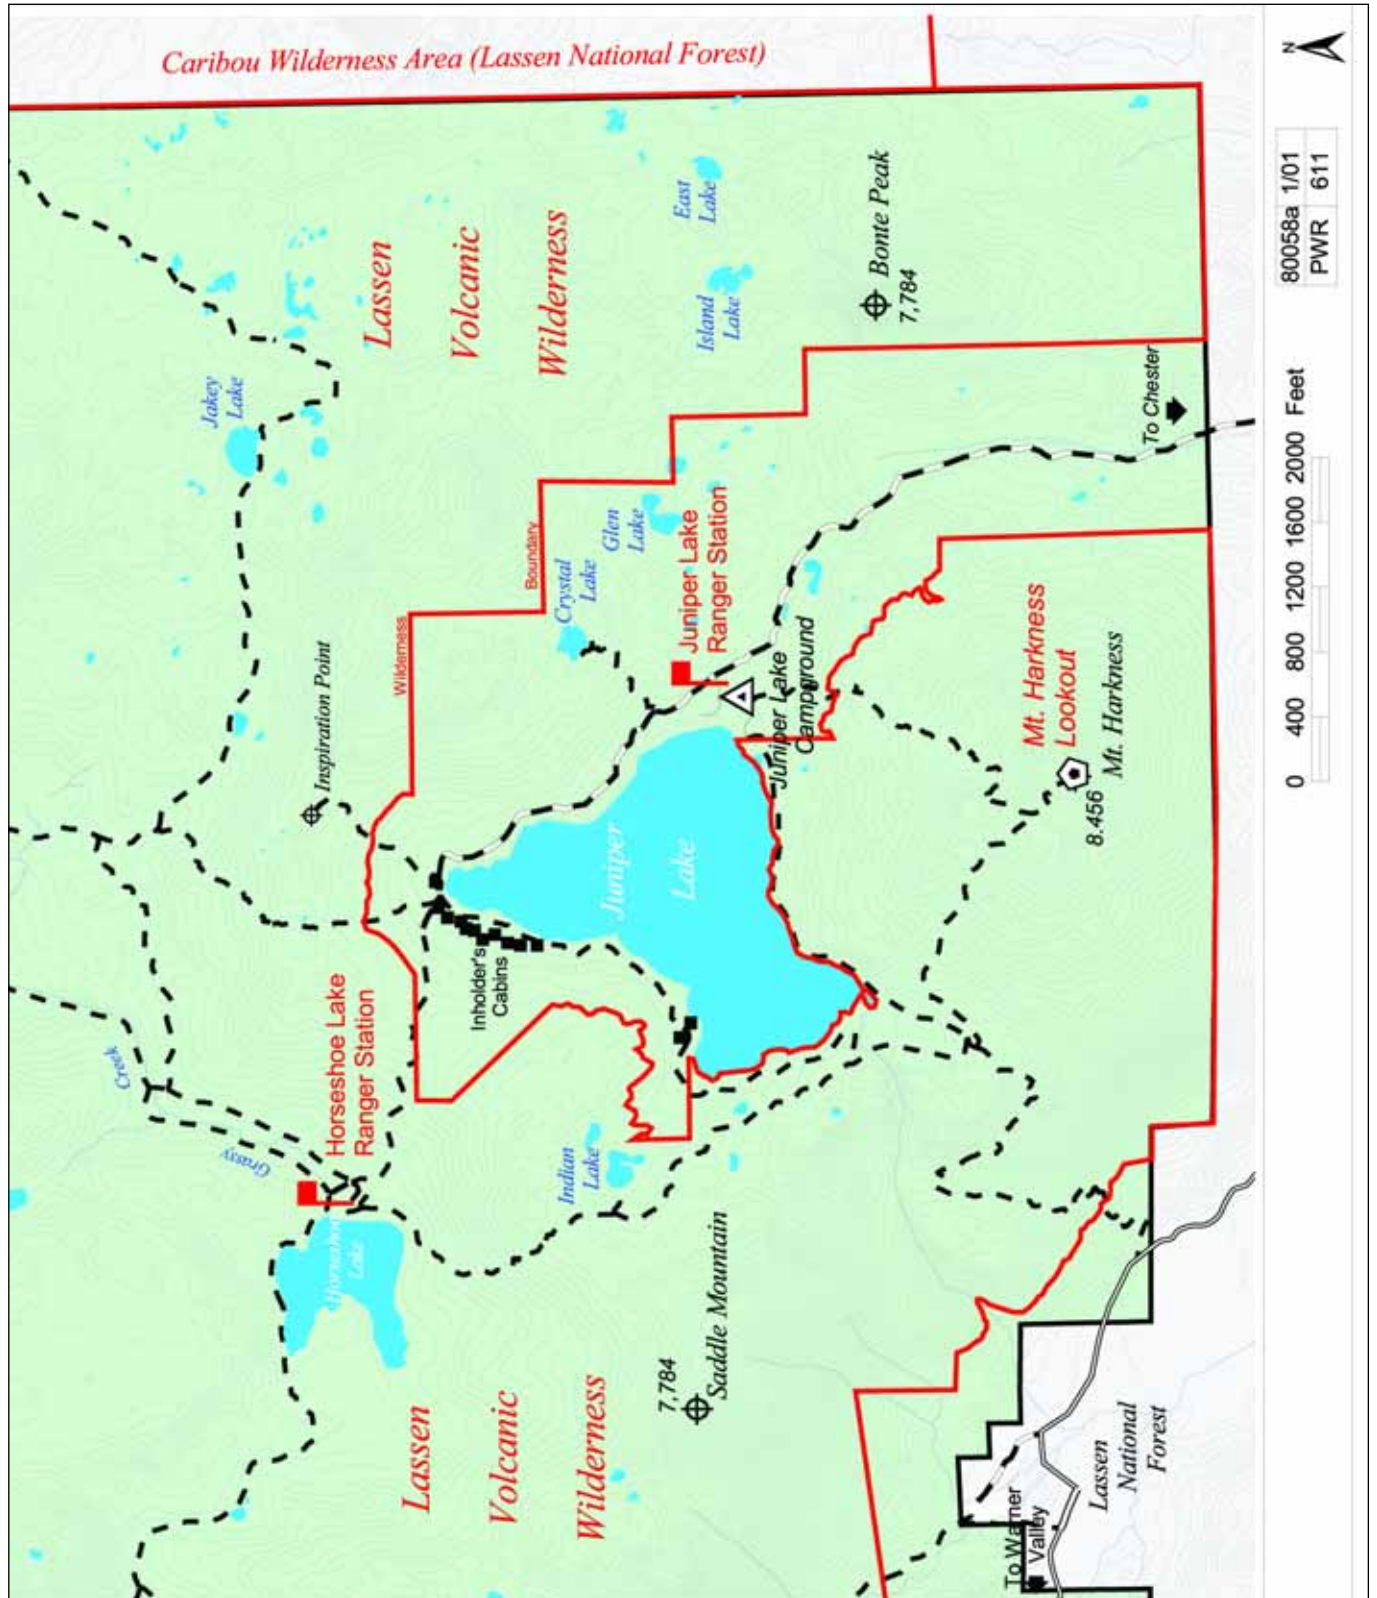 Caribou Wilderness Area (Lassen National Forest)
N
80058a 1/01
PWR 611
East
Lake
Bonte Peak
7,784
Island
Lake
Lassen
Volcanic
Wilderness
Jakey
Lake
To Chester
0 400 800 1200 1600 2000 Feet
Boundary
Glen
Lake
Crystal
Lake
Juniper Lake
Ranger Station
Wilderness
Inspiration Point
Juniper Lake
Campground
Mt. Harkness
Lookout
Mt. Harkness
8.456
Juniper
Lake
Inholder's
Cabins
Horseshoe Lake
Ranger Station
Creek
Grassy
Indian
Lake
Horseshoe
Lake
Saddle Mountain
7,784
Lassen
Volcanic
Wilderness
Lassen
National
Forest
To Warner
Valley